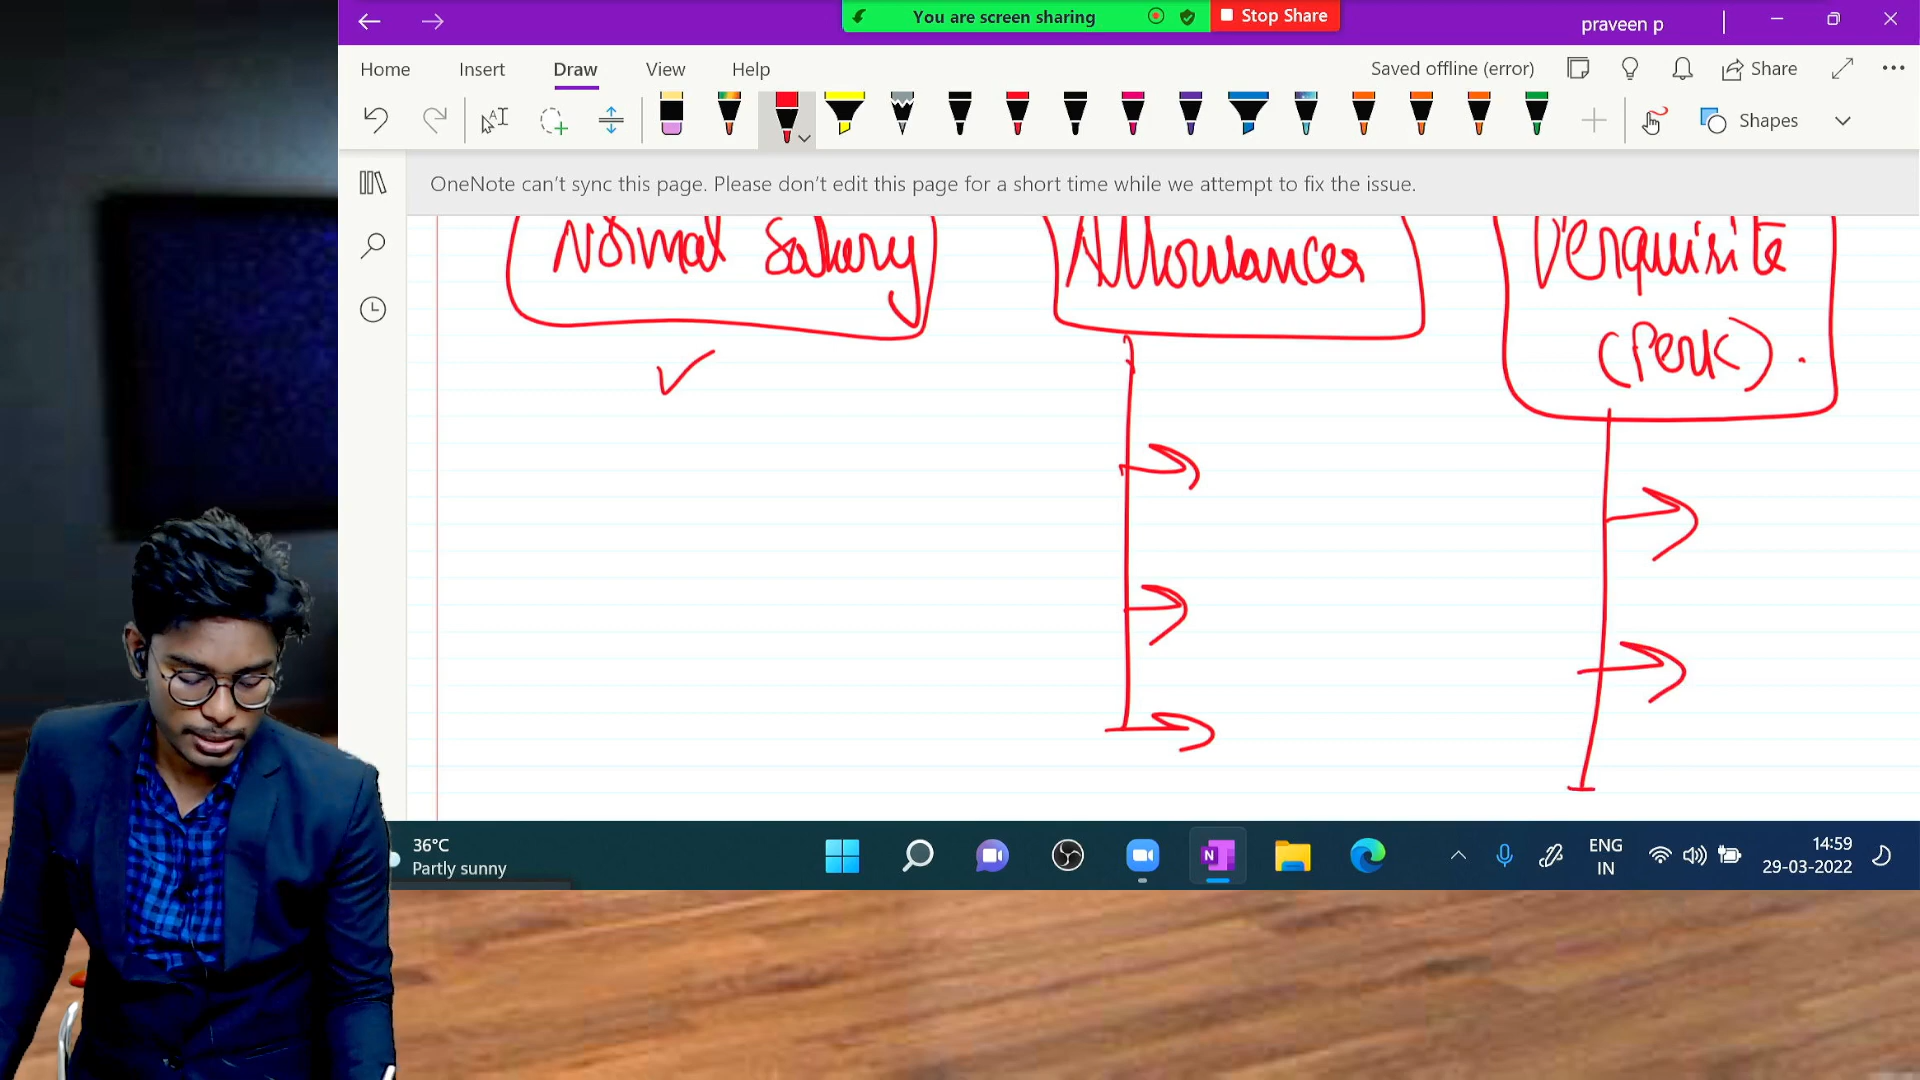 You are screen sharing Stop Share
praveen p
Home Insert Draw View Help
Saved offline (error) Share
Shapes
OneNote can't sync this page. Please don't edit this page for a short time while we attempt to fix the issue.
Normal Salary Allowances Perquisite
(Perk).
36°C
Partly sunny
ENG
IN
14:59
29-03-2022